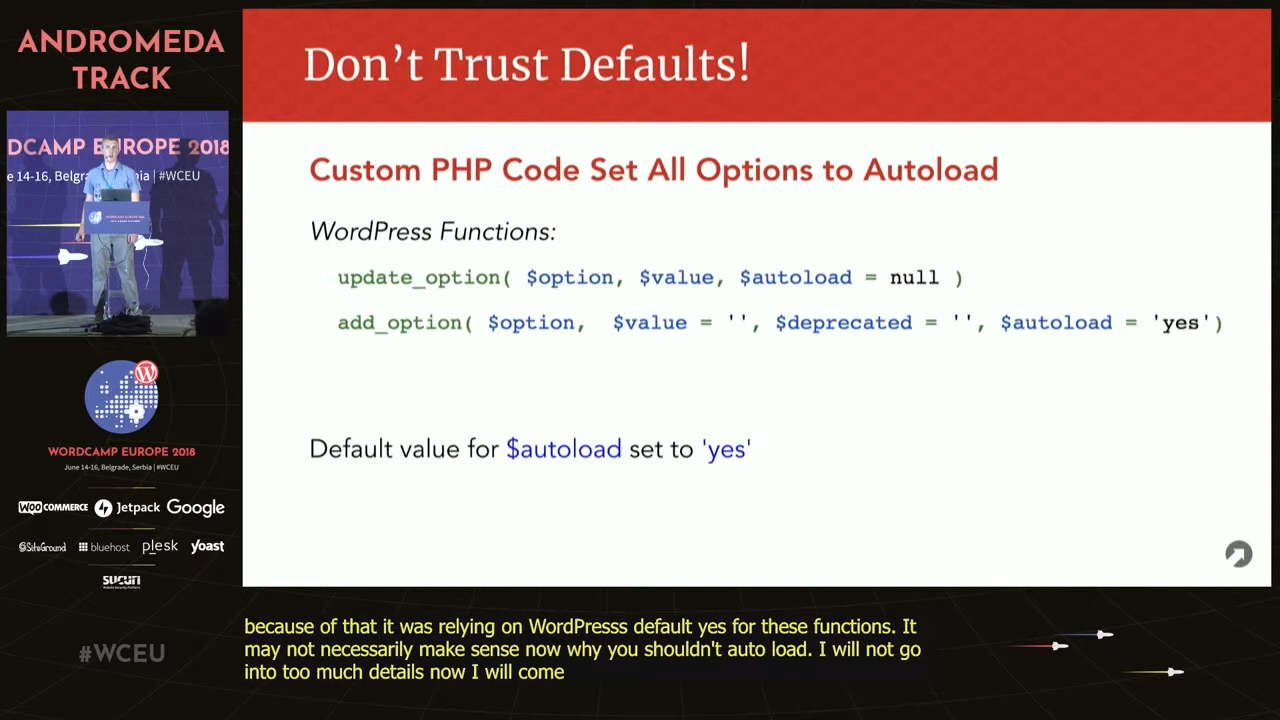 ANDROMEDA
TRACK
DCAMP EUROPE 2018
e 14-16, Belgra Serbia | #WCEU
WORDCAMP EUROPE 2018
June 14-16, Belgrade, Serbia | #WCEU
WOO COMMERCE Jetpack Google
SiteGround bluehost plesk yoast
SUCURI
#WCEU
Don't Trust Defaults!
Custom PHP Code Set All Options to Autoload
WordPress Functions:
update_option( $option, $value, $autoload = null )
add_option( $option, $value = '', $deprecated = '', $autoload = 'yes')
Default value for $autoload set to 'yes'
because of that it was relying on WordPresss default yes for these functions. It
may not necessarily make sense now why you shouldn't auto load. I will not go
into too much details now I will come